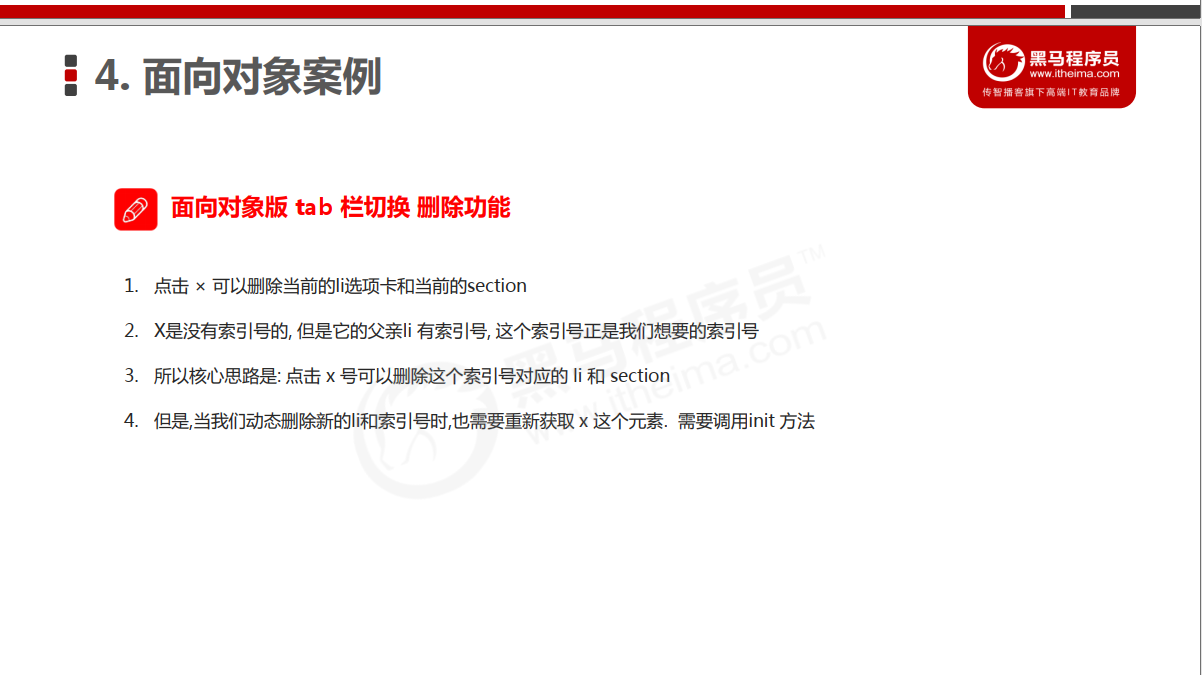 4. 面向对象案例
黑马程序员
www.itheima.com
传智播客旗下高端IT教育品牌
面向对象版 tab 栏切换 删除功能
1. 点击 × 可以删除当前的li选项卡和当前的section
2. X是没有索引号的, 但是它的父亲li 有索引号, 这个索引号正是我们想要的索引号
3. 所以核心思路是: 点击 x 号可以删除这个索引号对应的 li 和 section
4. 但是,当我们动态删除新的li和索引号时,也需要重新获取 x 这个元素. 需要调用init 方法
黑马程序员™
www.itheima.com